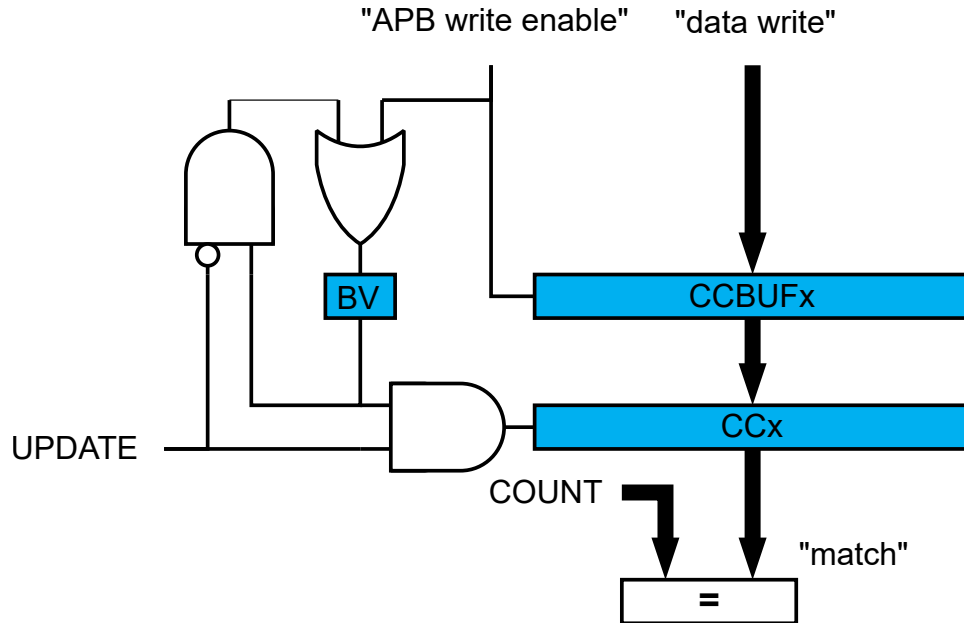 "APB write enable"
"data write"
BV
CCBUFx
UPDATE
CCx
COUNT
"match"
=